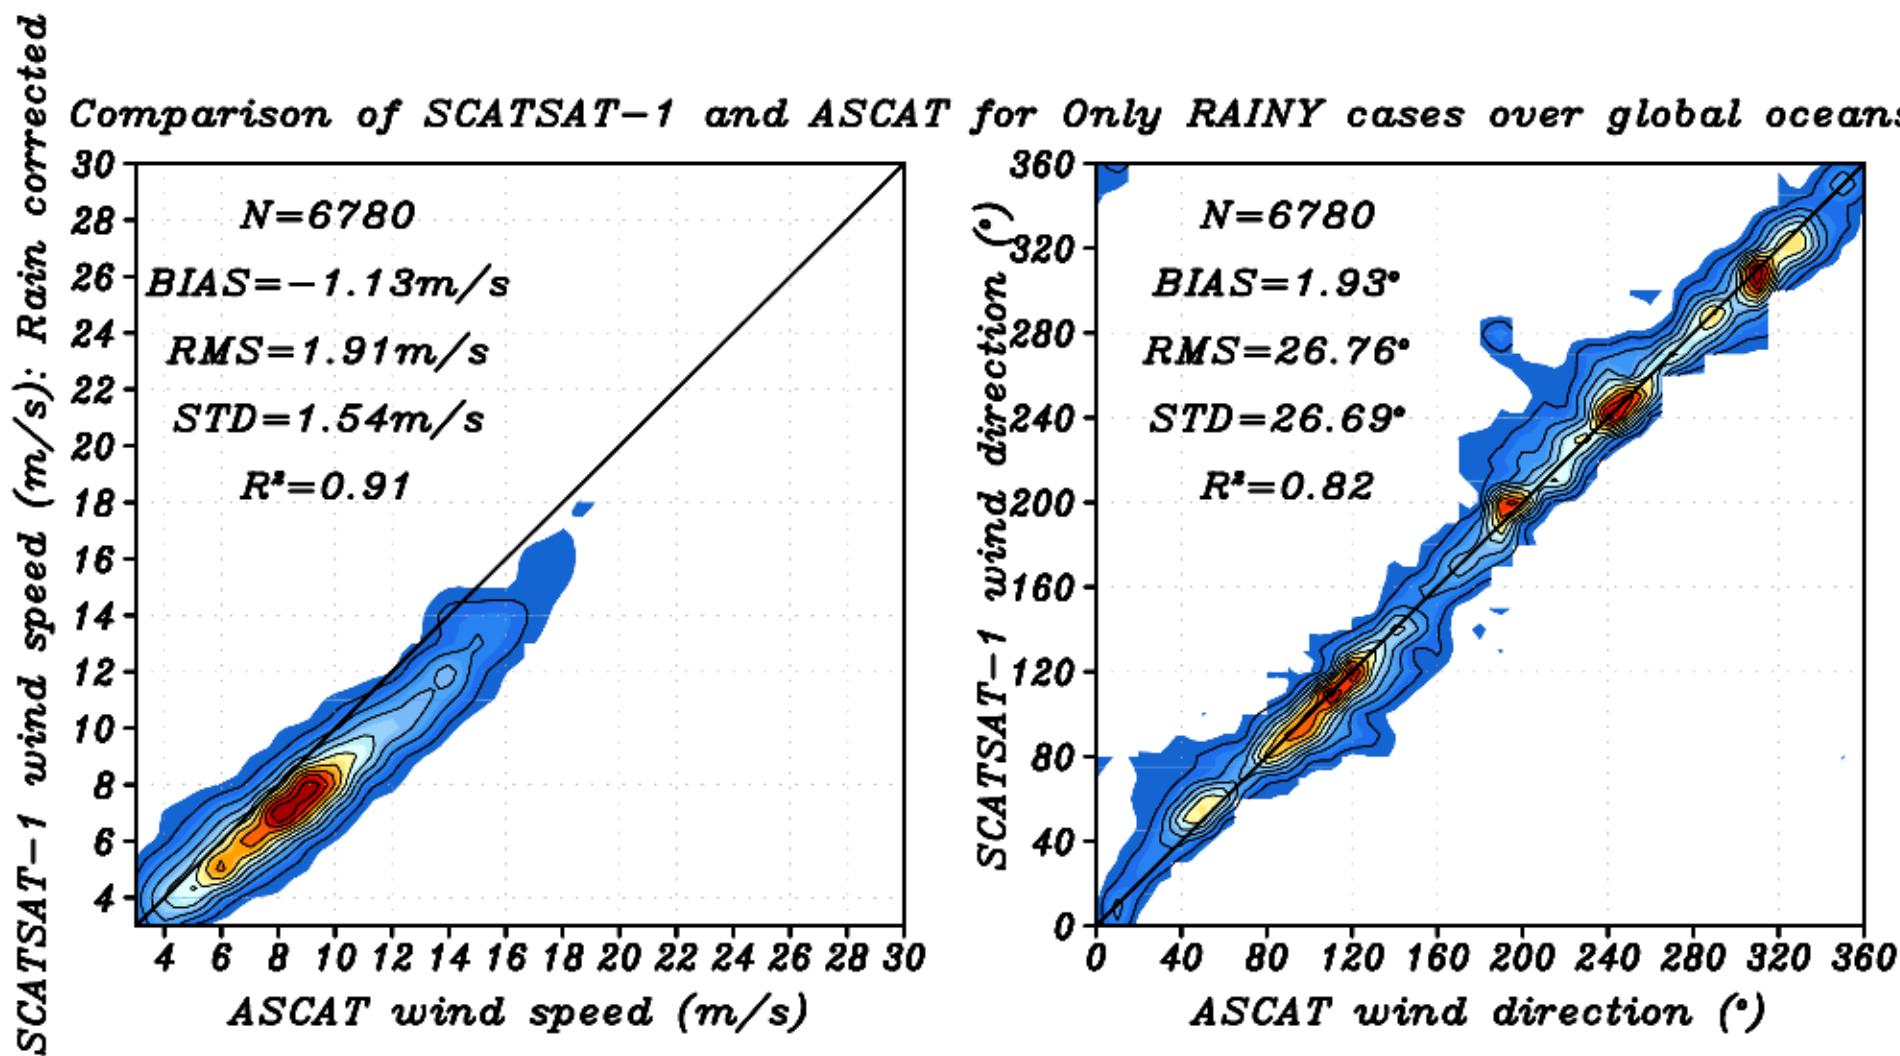 Comparison of SCATSAT-1 and ASCAT for Only RAINY cases over global oceans
SCATSAT-1 wind speed (m/s): Rain corrected
30
28
26
24
22
20
18
16
14
12
10
8
6
4
N=6780
BIAS=-1.13m/s
RMS=1.91m/s
STD=1.54m/s
R²=0.91
4 6 8 10 12 14 16 18 20 22 24 26 28 30
ASCAT wind speed (m/s)
SCATSAT-1 wind direction (°)
360
320
280
240
200
160
120
80
40
0
N=6780
BIAS=1.93°
RMS=26.76°
STD=26.69°
R²=0.82
0 40 80 120 160 200 240 280 320 360
ASCAT wind direction (°)